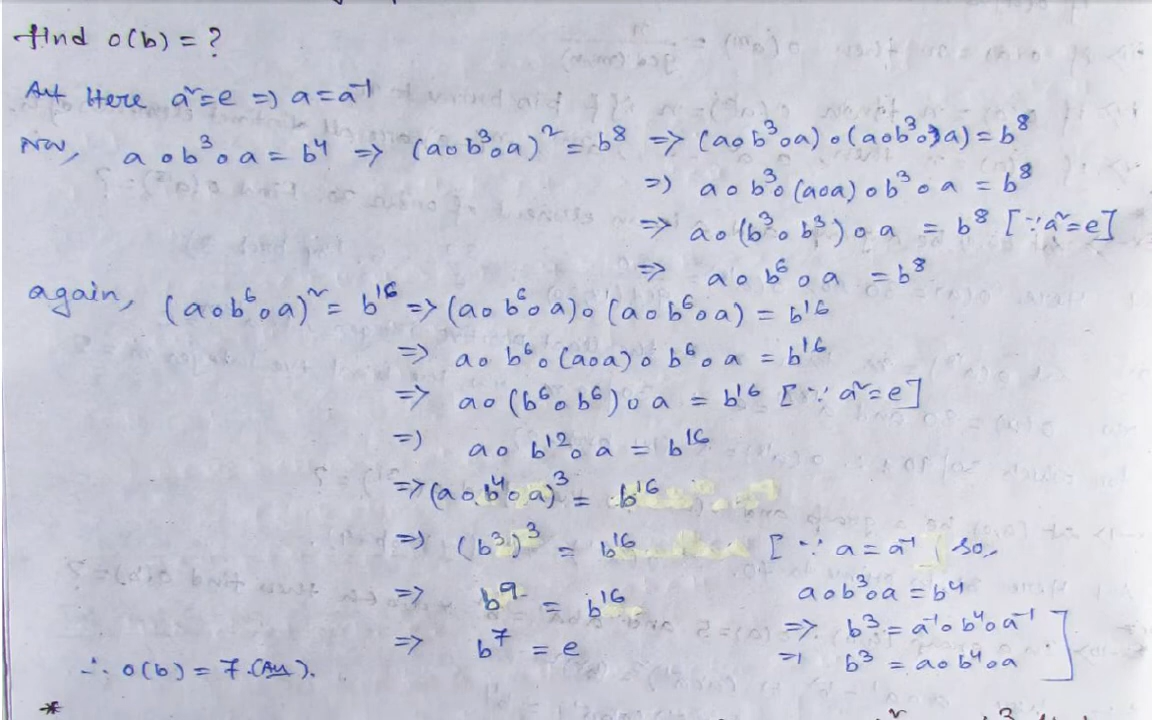 find o(b) = ?
Ans Here a²=e => a=a⁻¹
Now, a o b³ o a = b⁴ => (a o b³ o a)² = b⁸ => (a o b³ o a) o (a o b³ o a) = b⁸
=> a o b³ o (a o a) o b³ o a = b⁸
=> a o (b³ o b³) o a = b⁸ [∵ a²=e]
=> a o b⁶ o a = b⁸
again, (a o b⁶ o a)² = b¹⁶ => (a o b⁶ o a) o (a o b⁶ o a) = b¹⁶
=> a o b⁶ o (a o a) o b⁶ o a = b¹⁶
=> a o (b⁶ o b⁶) o a = b¹⁶ [∵ a²=e]
=> a o b¹² o a = b¹⁶
=> (a o b⁴ o a)³ = b¹⁶
=> (b³)³ = b¹⁶ [∵ a = a⁻¹, so,
=> b⁹ = b¹⁶ a o b³ o a = b⁴
=> b⁷ = e => b³ = a⁻¹ o b⁴ o a⁻¹
∴ o(b) = 7 (Ans). => b³ = a o b⁴ o a ]
*